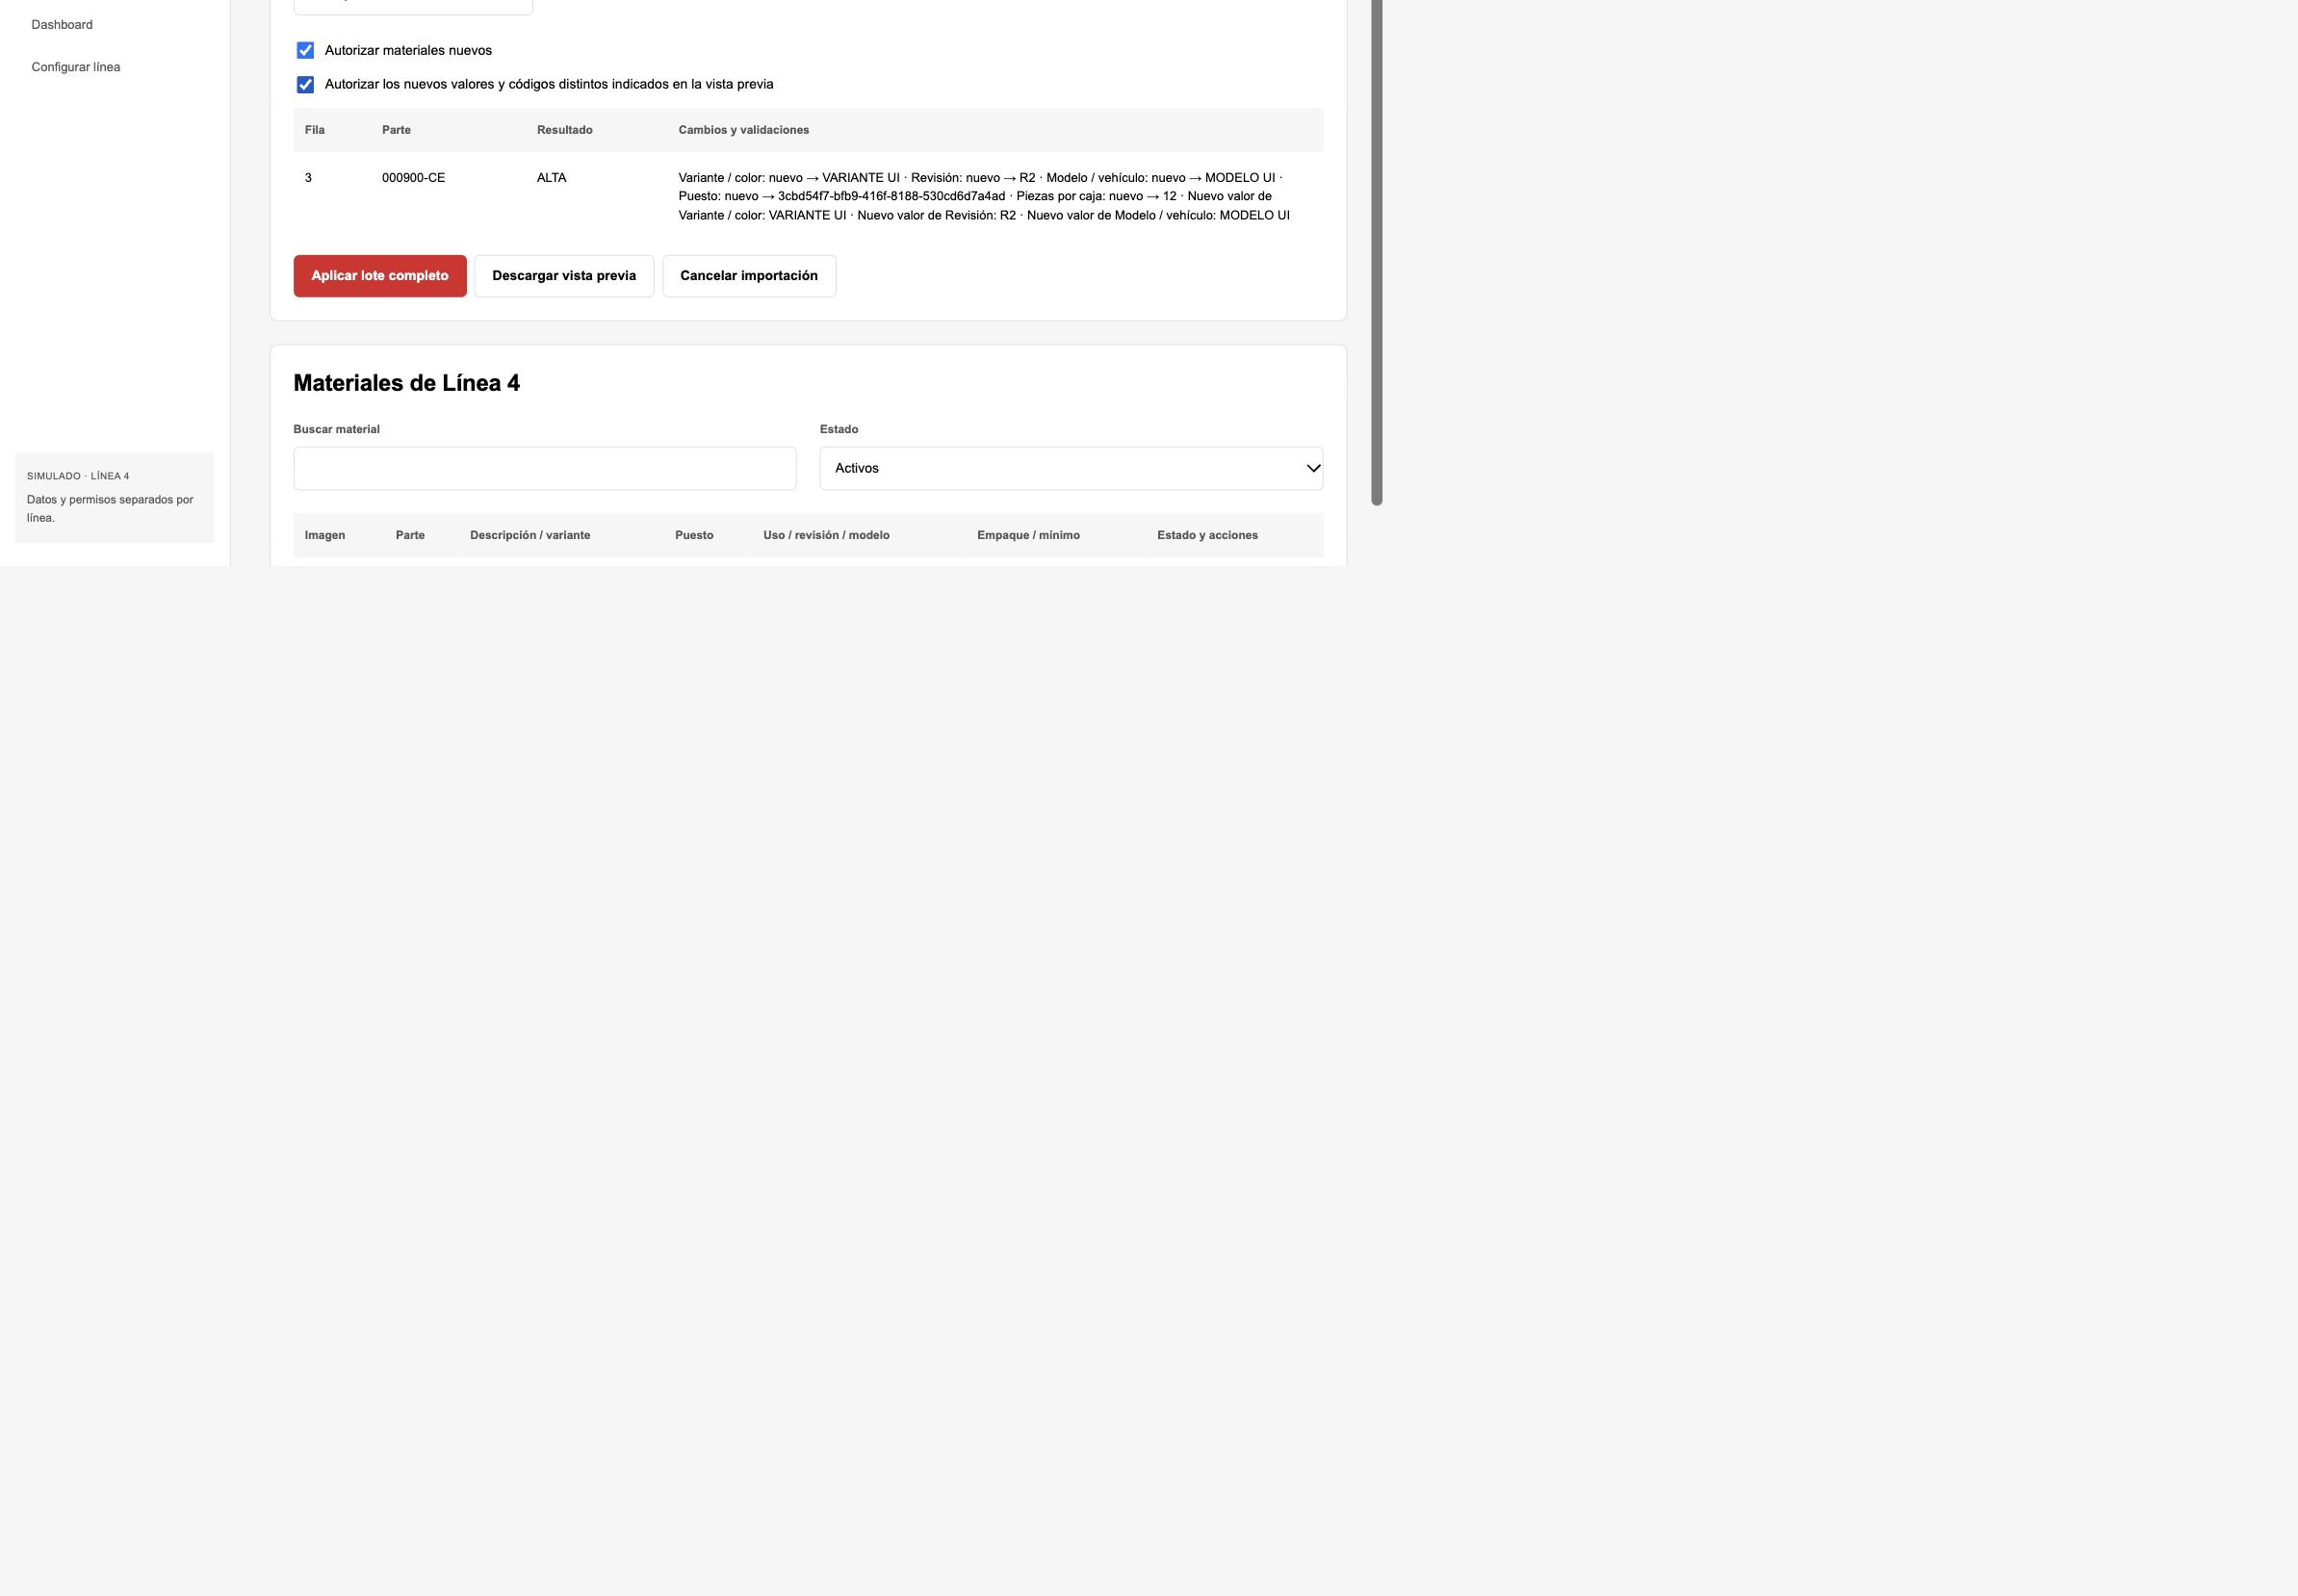 Dashboard
Configurar línea
SIMULADO · LÍNEA 4
Datos y permisos separados por
línea.
Autorizar materiales nuevos
Autorizar los nuevos valores y códigos distintos indicados en la vista previa
Fila Parte Resultado Cambios y validaciones
3 000900-CE ALTA Variante / color: nuevo → VARIANTE UI · Revisión: nuevo → R2 · Modelo / vehículo: nuevo → MODELO UI ·
Puesto: nuevo → 3cbd54f7-bfb9-416f-8188-530cd6d7a4ad · Piezas por caja: nuevo → 12 · Nuevo valor de
Variante / color: VARIANTE UI · Nuevo valor de Revisión: R2 · Nuevo valor de Modelo / vehículo: MODELO UI
Aplicar lote completo Descargar vista previa Cancelar importación
Materiales de Línea 4
Buscar material Estado
Activos
Imagen Parte Descripción / variante Puesto Uso / revisión / modelo Empaque / mínimo Estado y acciones